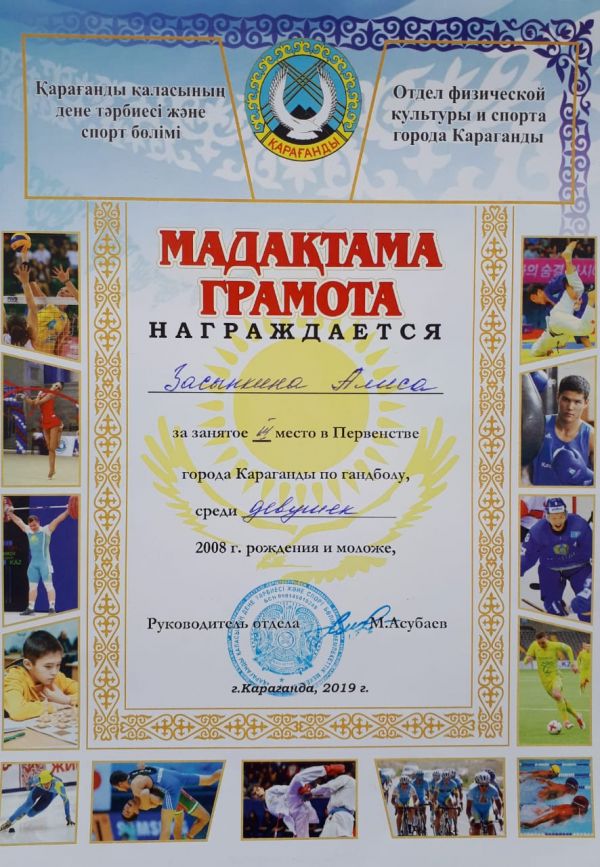 Қарағанды қаласының
дене тәрбиесі және
спорт бөлімі
ҚАРАҒАНДЫ
Отдел физической
культуры и спорта
города Караганды
МАДАҚТАМА
ГРАМОТА
НАГРАЖДАЕТСЯ
Засынкина Алиса
за занятое III место в Первенстве
города Караганды по гандболу,
среди девушек
2008 г. рождения и моложе,
Руководитель отдела М.Асубаев
г.Караганда, 2019 г.